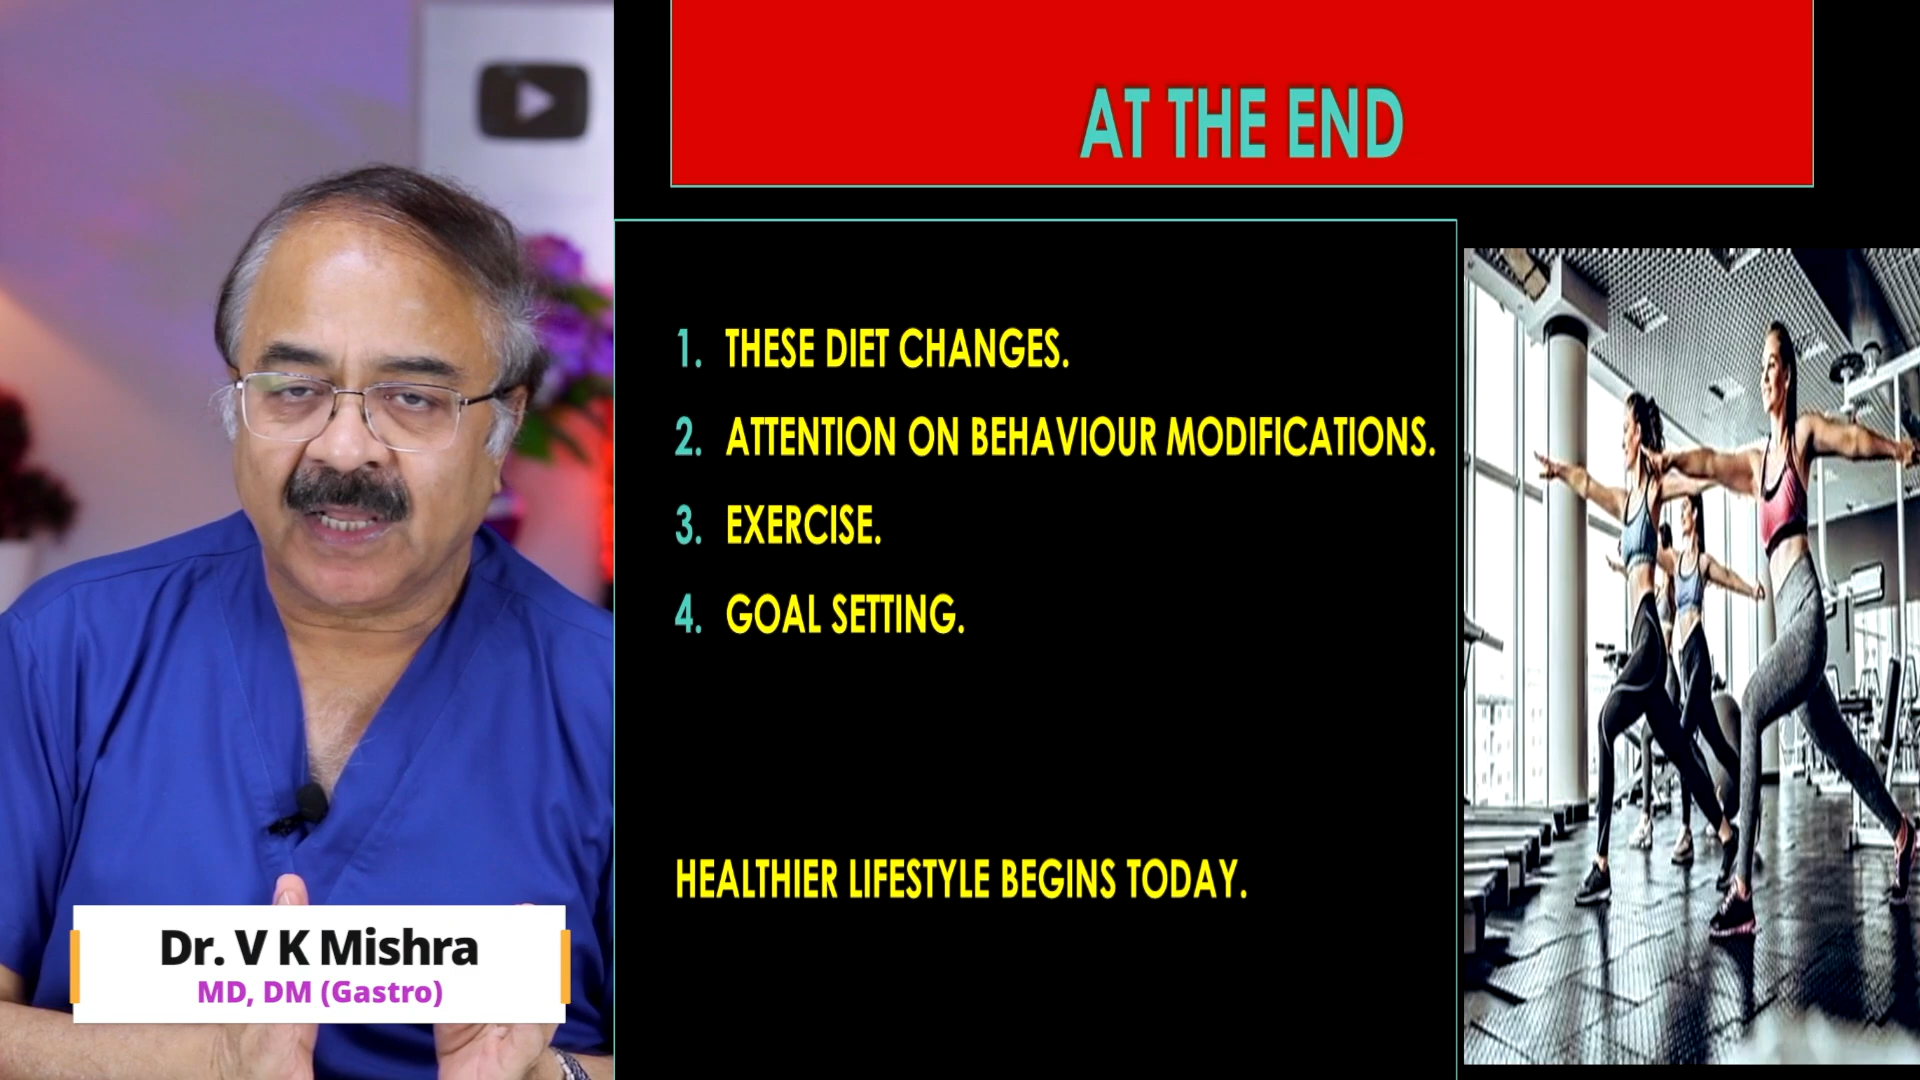 AT THE END
1. THESE DIET CHANGES.
2. ATTENTION ON BEHAVIOUR MODIFICATIONS.
3. EXERCISE.
4. GOAL SETTING.
HEALTHIER LIFESTYLE BEGINS TODAY.
Dr. V K Mishra
MD, DM (Gastro)